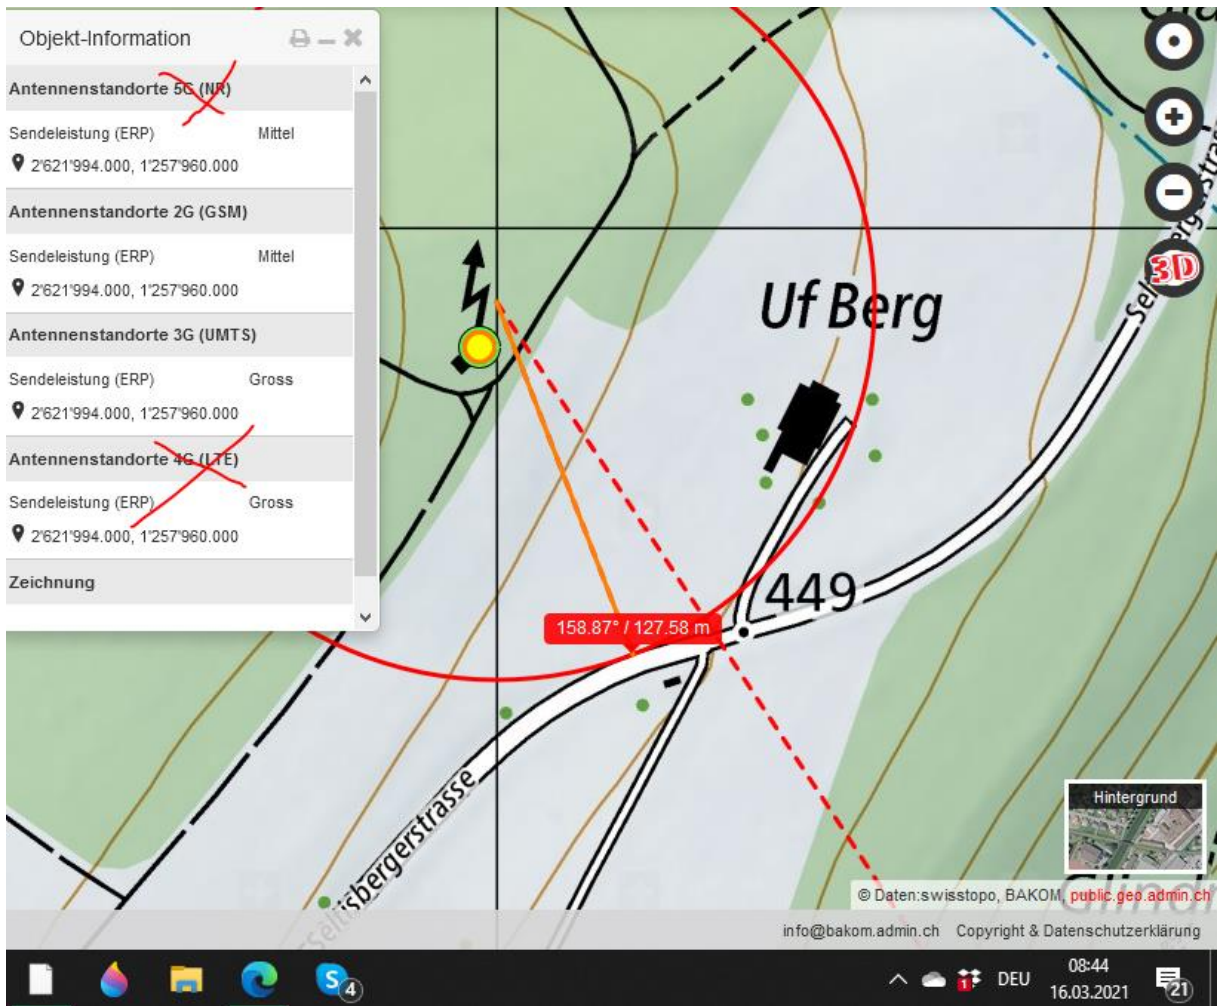 Objekt-Information
Antennenstandorte 5G (NR)
Sendeleistung (ERP) Mittel
2'621'994.000, 1'257'960.000
Antennenstandorte 2G (GSM)
Sendeleistung (ERP) Mittel
2'621'994.000, 1'257'960.000
Antennenstandorte 3G (UMTS)
Sendeleistung (ERP) Gross
2'621'994.000, 1'257'960.000
Antennenstandorte 4G (LTE)
Sendeleistung (ERP) Gross
2'621'994.000, 1'257'960.000
Zeichnung
3D
Uf Berg
449
158.87° / 127.58 m
isbergerstrasse
Hintergrund
© Daten:swisstopo, BAKOM, public.geo.admin.ch
info@bakom.admin.ch Copyright & Datenschutzerklärung
4
1
DEU
08:44
16.03.2021
21